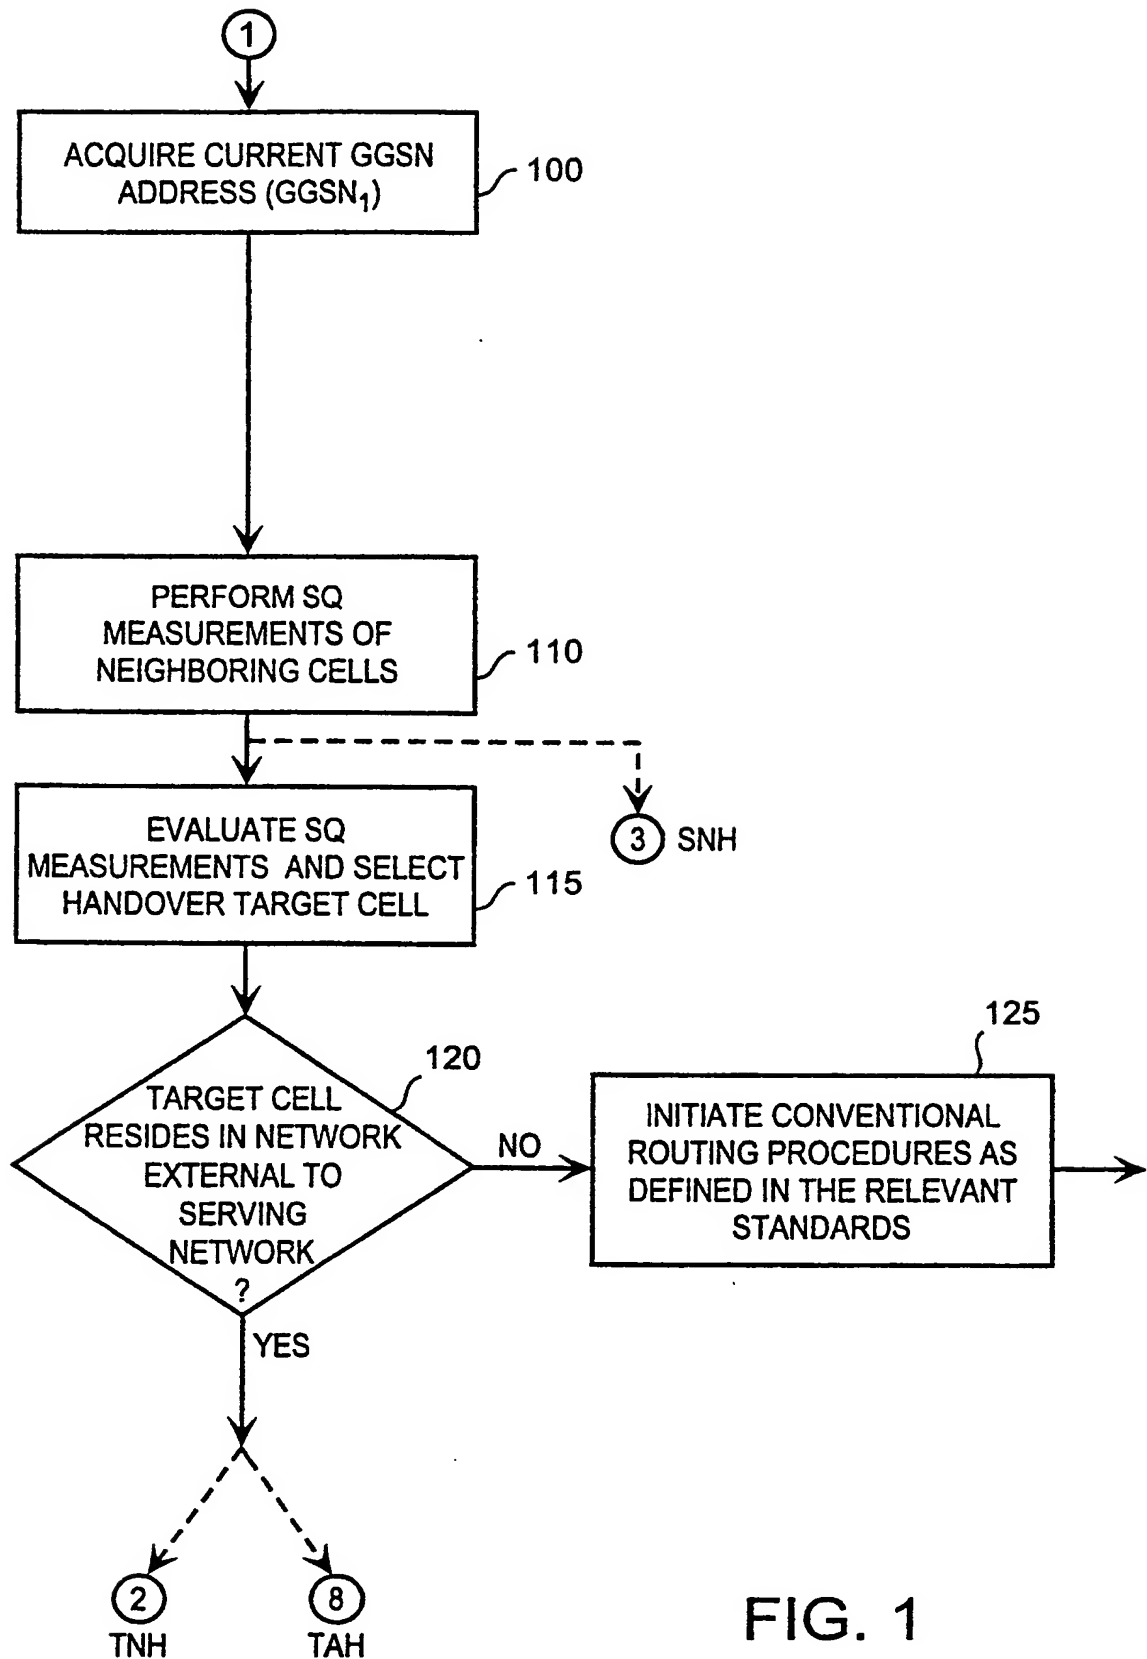 1
ACQUIRE CURRENT GGSN
ADDRESS (GGSN1)
100
PERFORM SQ
MEASUREMENTS OF
NEIGHBORING CELLS
110
EVALUATE SQ
MEASUREMENTS AND SELECT
HANDOVER TARGET CELL
115
3 SNH
120
TARGET CELL
RESIDES IN NETWORK
EXTERNAL TO
SERVING
NETWORK
?
NO
125
INITIATE CONVENTIONAL
ROUTING PROCEDURES AS
DEFINED IN THE RELEVANT
STANDARDS
YES
2
TNH
8
TAH
FIG. 1